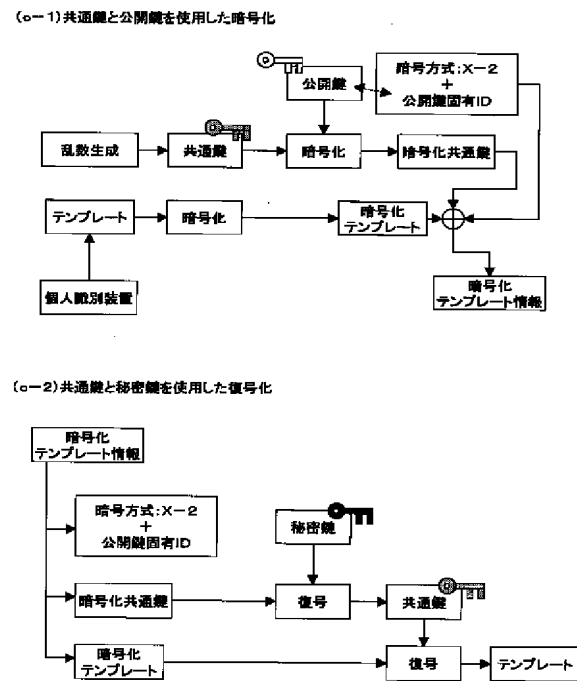 (c-1)共通鍵と公開鍵を使用した暗号化
公開鍵
暗号方式:X-2
+
公開鍵固有ID
乱数生成
共通鍵
暗号化
暗号化共通鍵
テンプレート
暗号化
暗号化
テンプレート
個人識別装置
暗号化
テンプレート情報
(c-2)共通鍵と秘密鍵を使用した復号化
暗号化
テンプレート情報
暗号方式:X-2
+
公開鍵固有ID
秘密鍵
暗号化共通鍵
復号
共通鍵
暗号化
テンプレート
復号
テンプレート